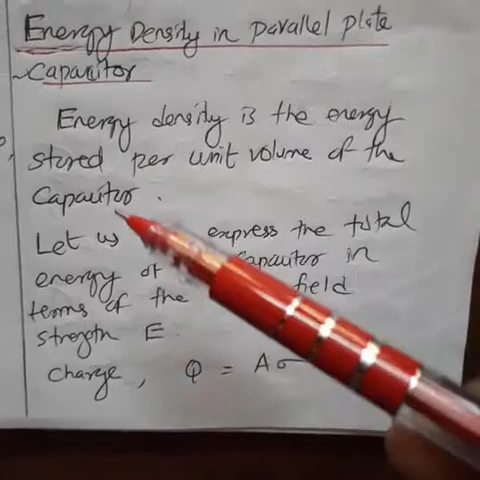 Energy Density in parallel plate
Capacitor
Energy density is the energy
stored per unit volume of the
Capacitor.
Let us express the total
energy of Capacitor in
terms of the field
strength E.
charge, Q = Aσ